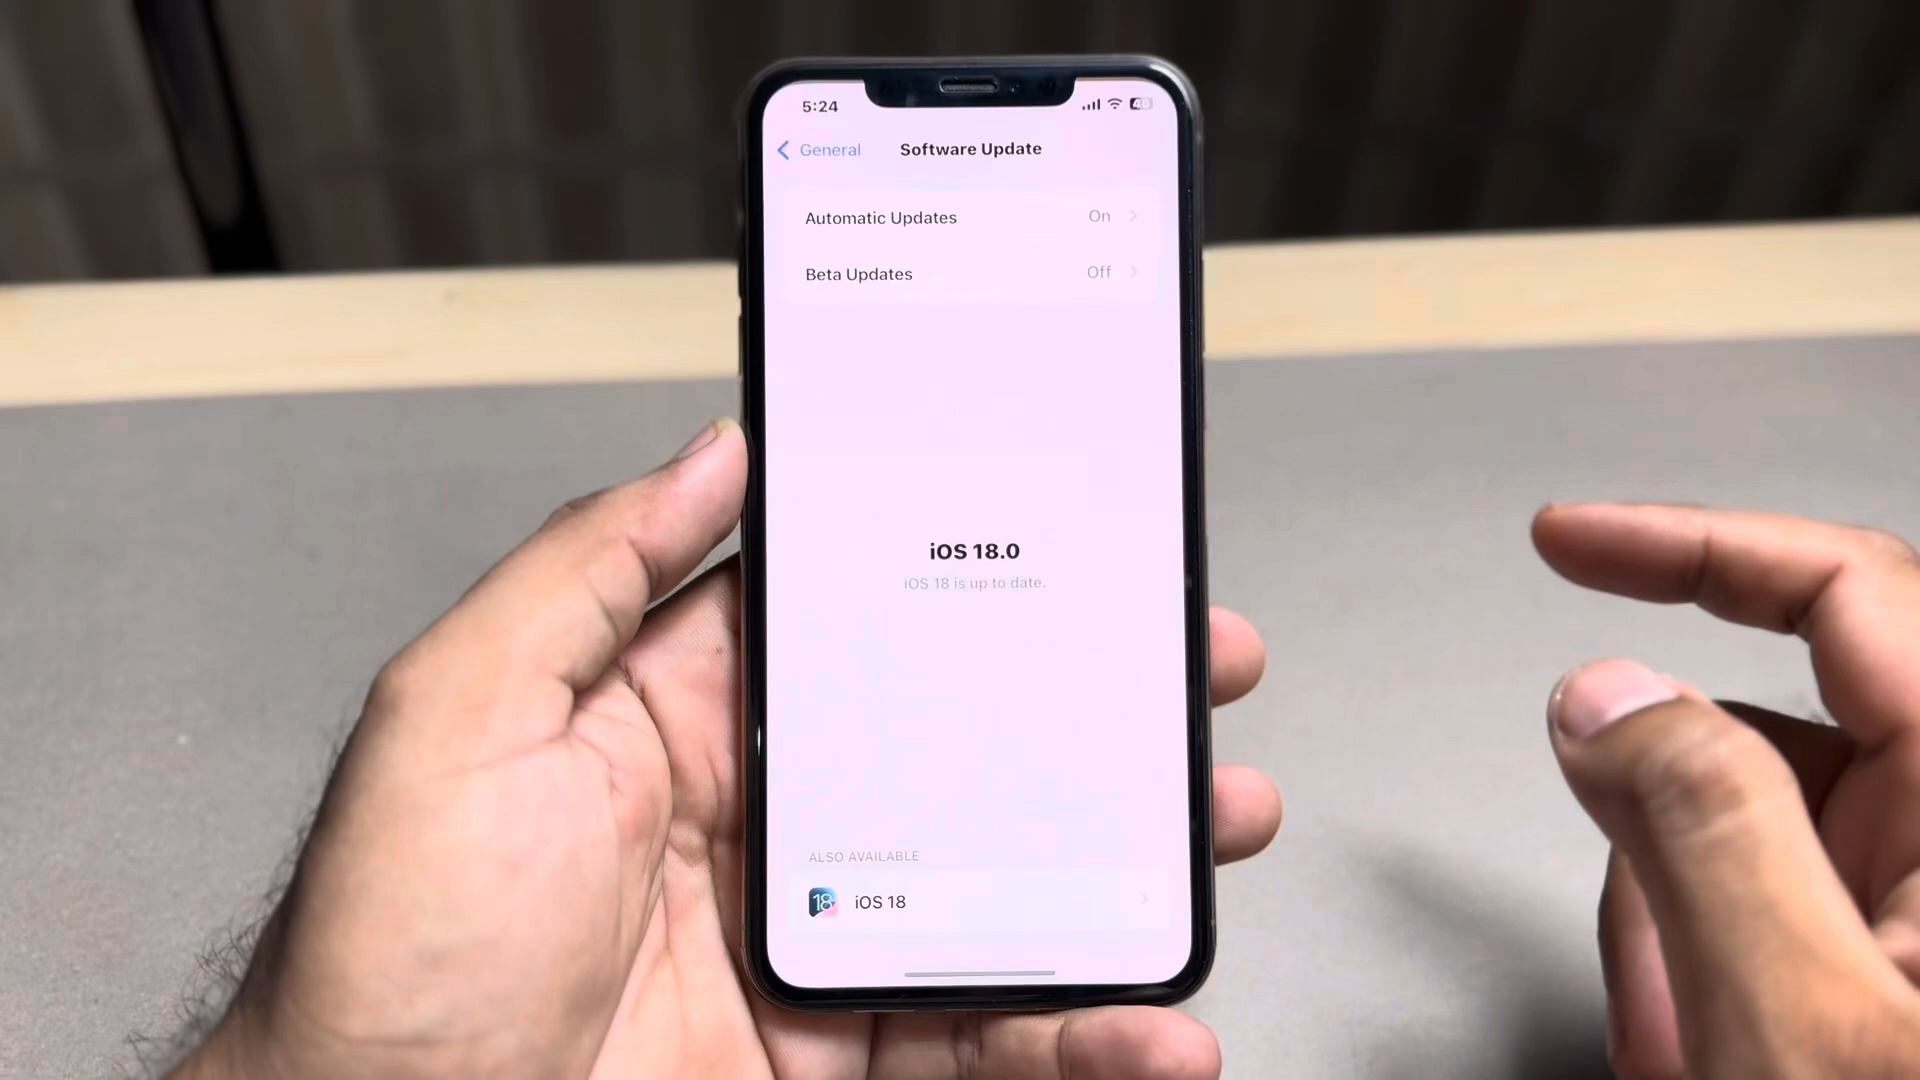 5:24
General
Software Update
Automatic Updates On
Beta Updates Off
iOS 18.0
iOS 18 is up to date.
ALSO AVAILABLE
18
iOS 18